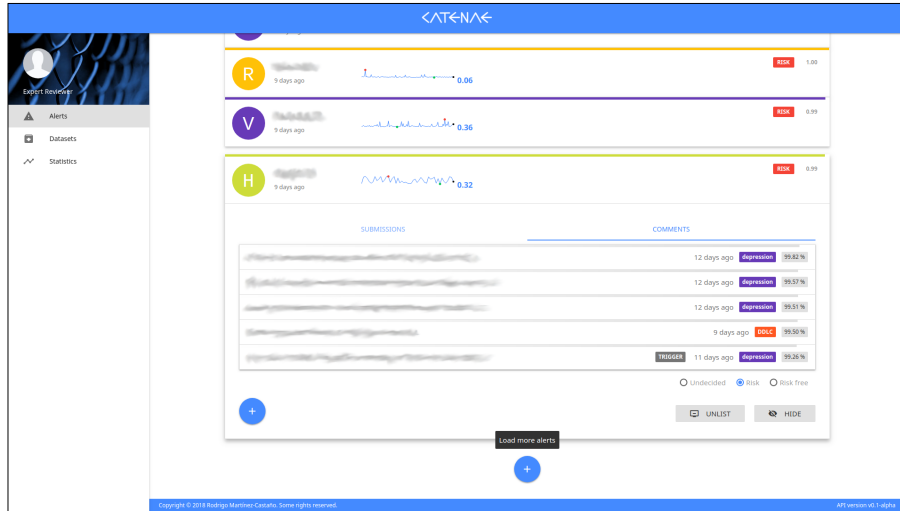 CATENAE
R
RISK 1.00
9 days ago
0.06
Expert Reviewer
Alerts
Datasets
Statistics
V
RISK 0.99
9 days ago
0.36
H
RISK 0.99
9 days ago
0.32
SUBMISSIONS COMMENTS
12 days ago depression 99.82 %
12 days ago depression 99.57 %
12 days ago depression 99.51 %
9 days ago DDLC 99.50 %
TRIGGER 11 days ago depression 99.26 %
Undecided Risk Risk free
+ UNLIST HIDE
Load more alerts
+
Copyright © 2018 Rodrigo Martínez-Castaño. Some rights reserved. API version v0.1-alpha